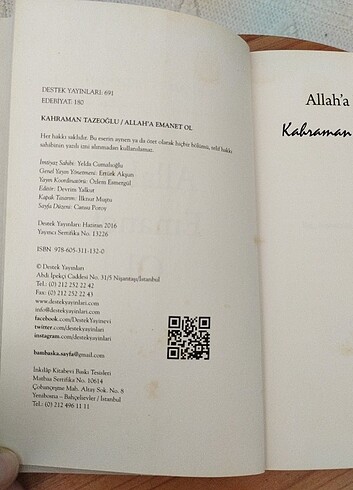 DESTEK YAYINLARI: 691
EDEBİYAT: 180
KAHRAMAN TAZEOĞLU / ALLAH'A EMANET OL
Her hakkı saklıdır. Bu eserin aynen ya da özet olarak hiçbir bölümü, telif hakkı
sahibinin yazılı izni alınmadan kullanılamaz.
İmtiyaz Sahibi: Yelda Cumalıoğlu
Genel Yayın Yönetmeni: Ertürk Akşun
Yayın Koordinatörü: Özlem Esmergül
Editör: Devrim Yalkut
Kapak Tasarım: İlknur Muştu
Sayfa Düzeni: Cansu Poroy
Destek Yayınları: Haziran 2016
Yayıncı Sertifika No. 13226
ISBN 978-605-311-132-0
© Destek Yayınları
Abdi İpekçi Caddesi No. 31/5 Nişantaşı/İstanbul
Tel.: (0) 212 252 22 42
Fax: (0) 212 252 22 43
www.destekyayinlari.com
info@destekyayinlari.com
facebook.com/DestekYayinevi
twitter.com/destekyayinlari
instagram.com/destekyayinlari
bambaska.sayfa@gmail.com
İnkılâp Kitabevi Baskı Tesisleri
Matbaa Sertifika No. 10614
Çobançeşme Mah. Altay Sok. No. 8
Yenibosna – Bahçelievler / İstanbul
Tel.: (0) 212 496 11 11
Allah'a
Kahraman